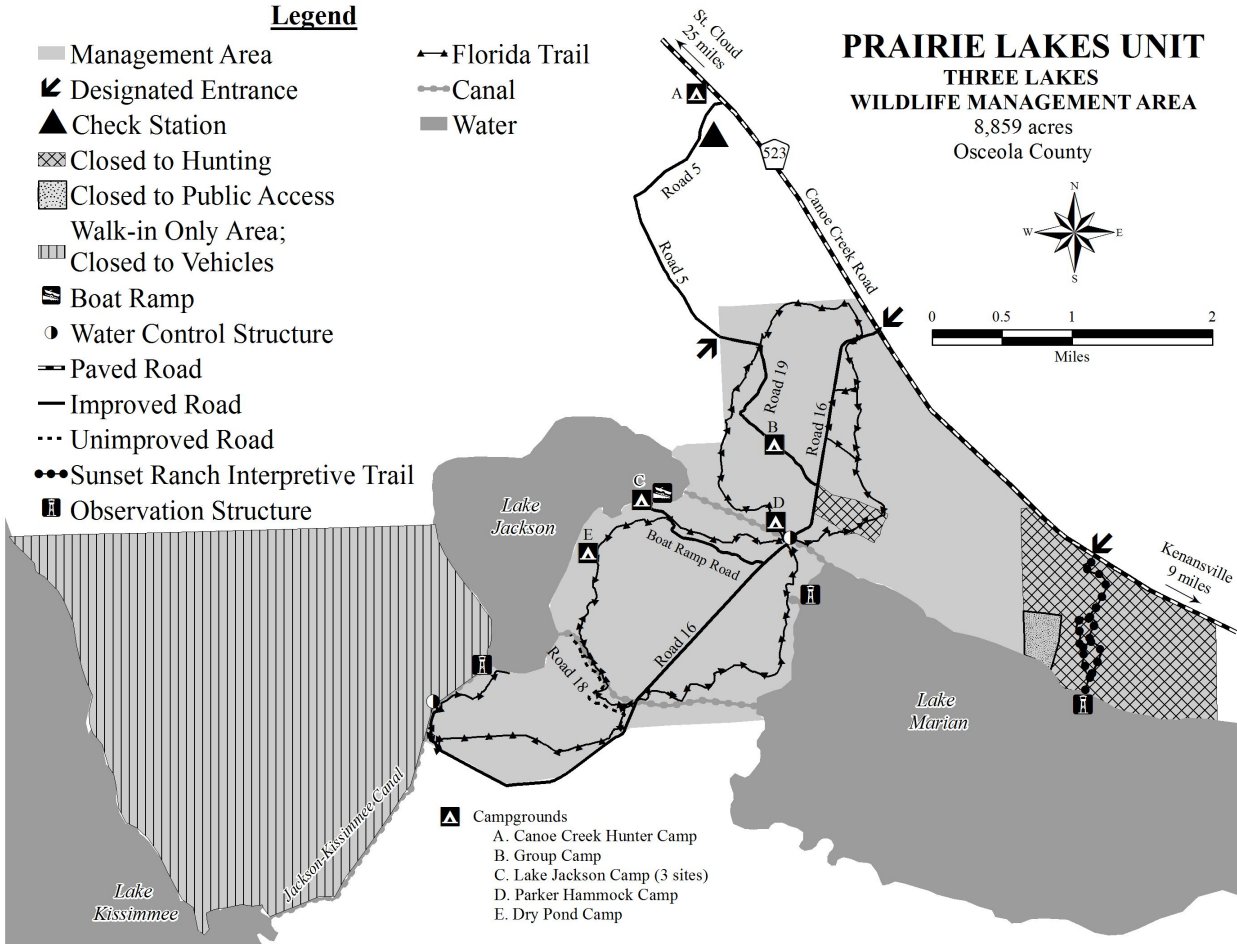 Legend
Management Area
Designated Entrance
Check Station
Closed to Hunting
Closed to Public Access
Walk-in Only Area;
Closed to Vehicles
Boat Ramp
Water Control Structure
Paved Road
Improved Road
Unimproved Road
Sunset Ranch Interpretive Trail
Observation Structure
Florida Trail
Canal
Water
PRAIRIE LAKES UNIT
THREE LAKES
WILDLIFE MANAGEMENT AREA
8,859 acres
Osceola County
N
W
E
S
0
0.5
1
2
Miles
St. Cloud
25 miles
A
523
Canoe Creek Road
Road 5
Road 5
Road 19
Road 16
B
C
D
E
Lake
Jackson
Boat Ramp Road
Road 16
Road 18
Kenansville
9 miles
Lake
Marian
Jackson-Kissimmee Canal
Lake
Kissimmee
Campgrounds
A. Canoe Creek Hunter Camp
B. Group Camp
C. Lake Jackson Camp (3 sites)
D. Parker Hammock Camp
E. Dry Pond Camp